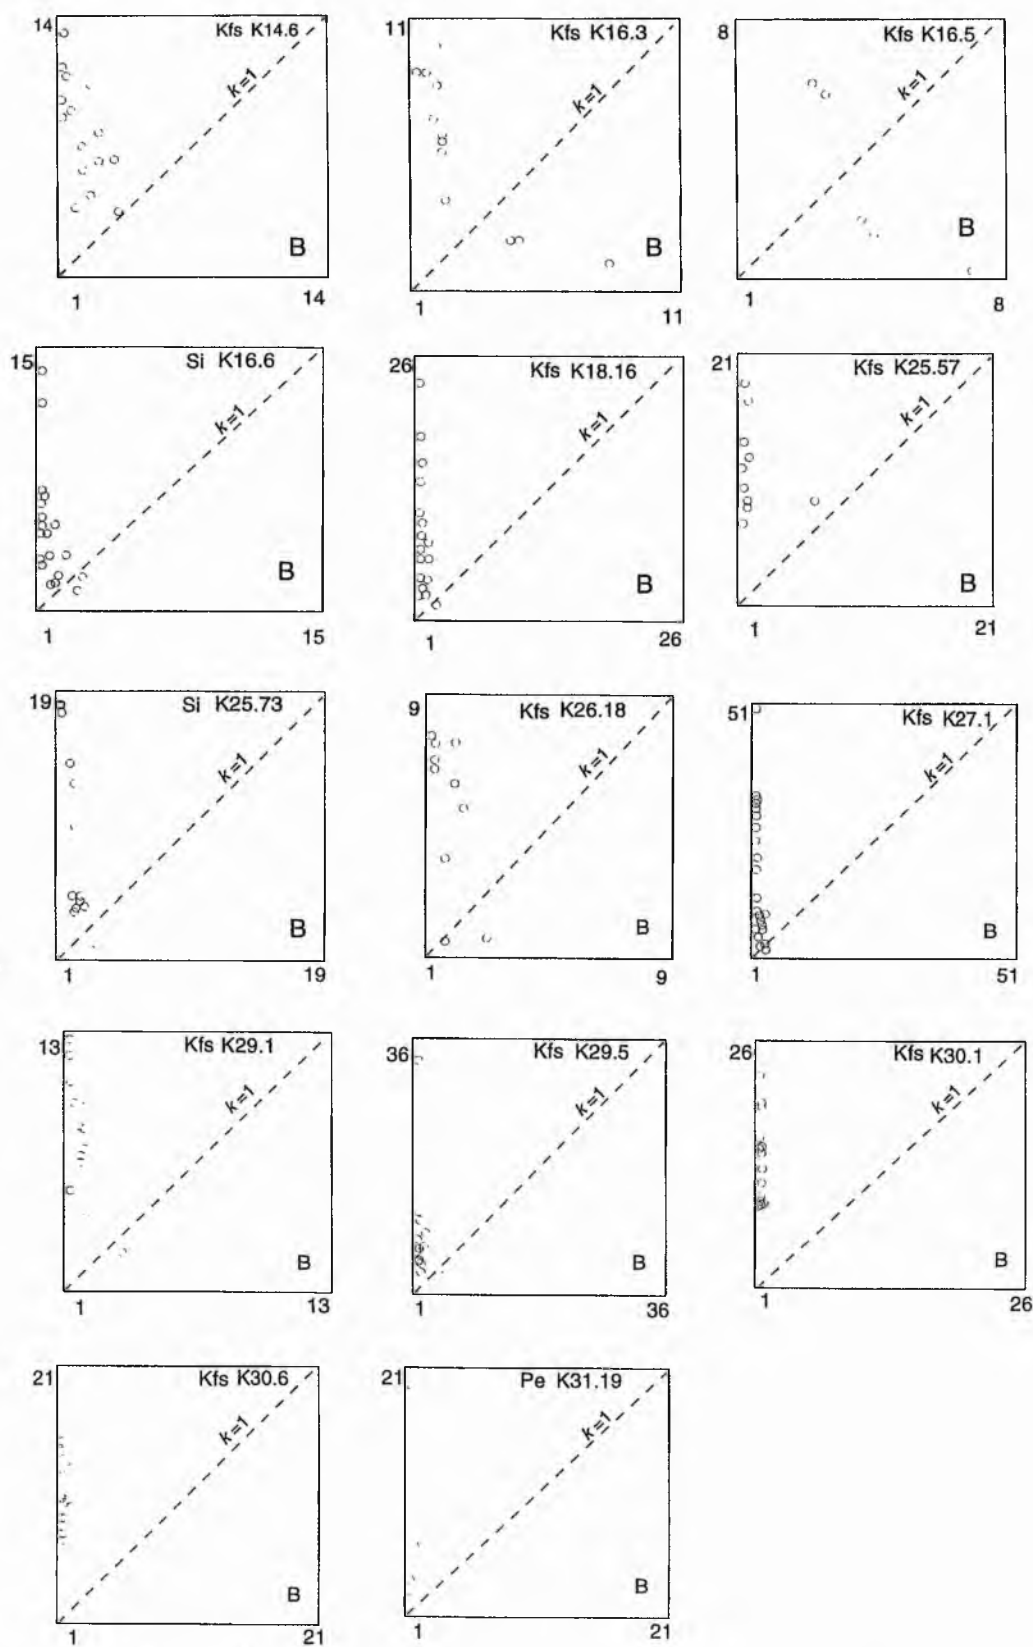 14
Kfs K14.6
k=1
B
1
14
11
Kfs K16.3
k=1
B
1
11
8
Kfs K16.5
k=1
B
1
8
15
Si K16.6
k=1
B
1
15
26
Kfs K18.16
k=1
B
1
26
21
Kfs K25.57
k=1
B
1
21
19
Si K25.73
k=1
B
1
19
9
Kfs K26.18
k=1
B
1
9
51
Kfs K27.1
k=1
B
1
51
13
Kfs K29.1
k=1
B
1
13
36
Kfs K29.5
k=1
B
1
36
26
Kfs K30.1
k=1
B
1
26
21
Kfs K30.6
k=1
B
1
21
21
Pe K31.19
k=1
B
1
21